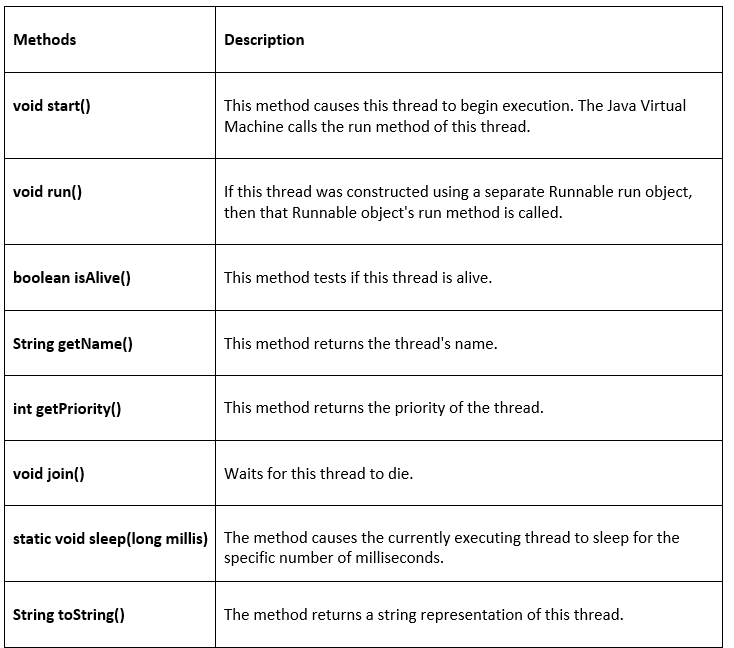 Methods
Description
void start()
This method causes this thread to begin execution. The Java Virtual
Machine calls the run method of this thread.
void run()
If this thread was constructed using a separate Runnable run object,
then that Runnable object's run method is called.
boolean isAlive()
This method tests if this thread is alive.
String getName()
This method returns the thread's name.
int getPriority()
This method returns the priority of the thread.
void join()
Waits for this thread to die.
static void sleep(long millis)
The method causes the currently executing thread to sleep for the
specific number of milliseconds.
String toString()
The method returns a string representation of this thread.